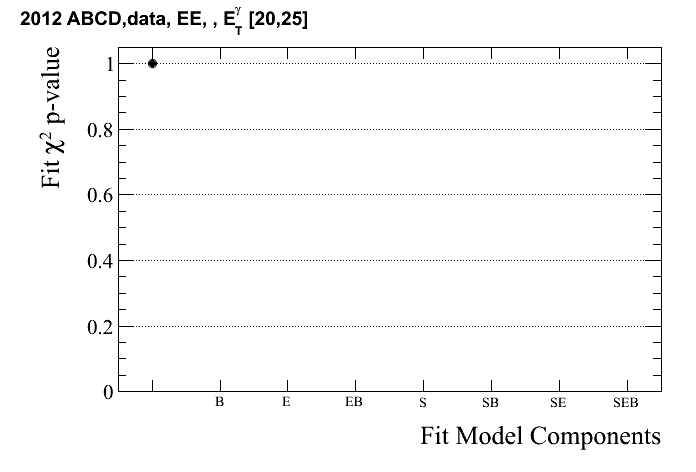 2012 ABCD,data, EE, , E_T^γ [20,25]
Fit χ² p-value
1
0.8
0.6
0.4
0.2
0
B E EB S SB SE SEB
Fit Model Components